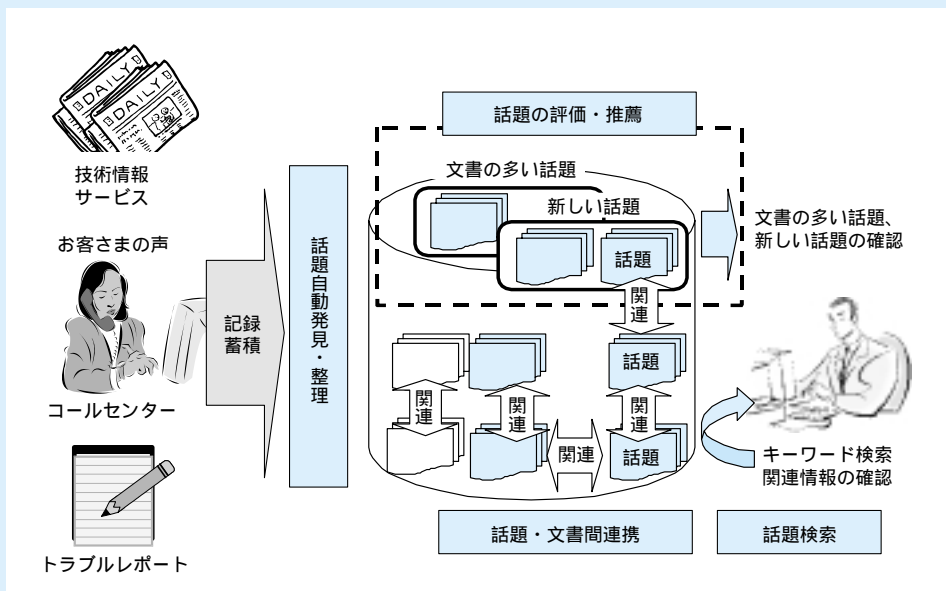 DAILY
DAILY
技術情報
サービス
お客さまの声
コールセンター
トラブルレポート
記録
蓄積
話題自動発見・整理
話題の評価・推薦
文書の多い話題
新しい話題
話題
関連
話題
関連
関連
関連
関連
話題
文書の多い話題、
新しい話題の確認
キーワード検索
関連情報の確認
話題・文書間連携
話題検索